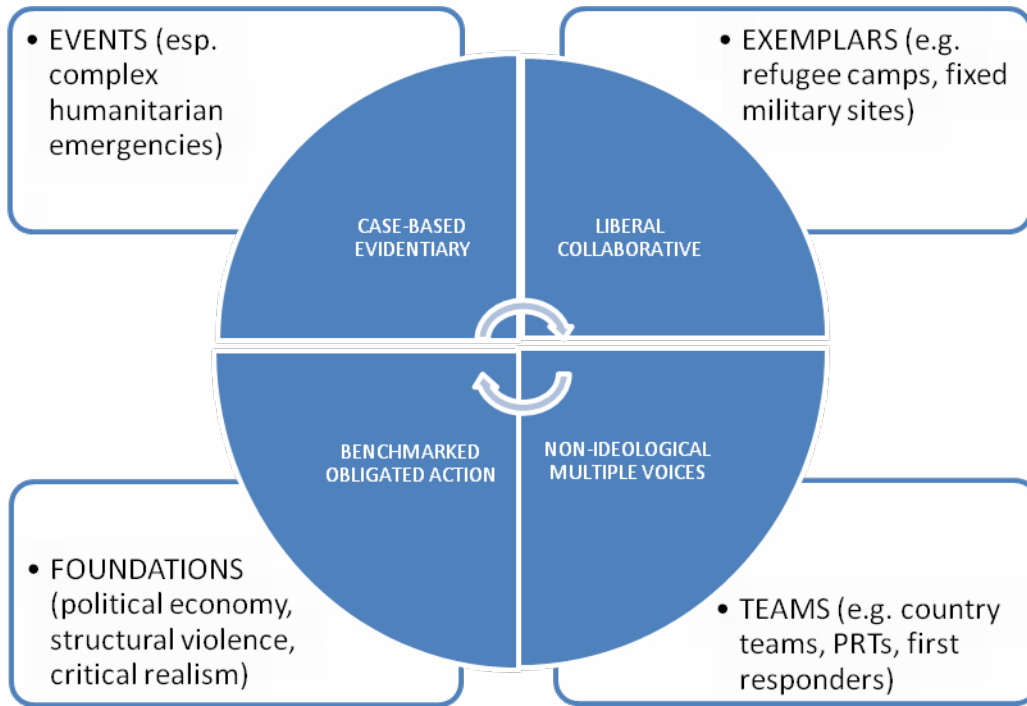 • EVENTS (esp.
complex
humanitarian
emergencies)
• EXEMPLARS (e.g.
refugee camps, fixed
military sites)
CASE-BASED
EVIDENTIARY
LIBERAL
COLLABORATIVE
BENCHMARKED
OBLIGATED ACTION
NON-IDEOLOGICAL
MULTIPLE VOICES
• FOUNDATIONS
(political economy,
structural violence,
critical realism)
• TEAMS (e.g. country
teams, PRTs, first
responders)